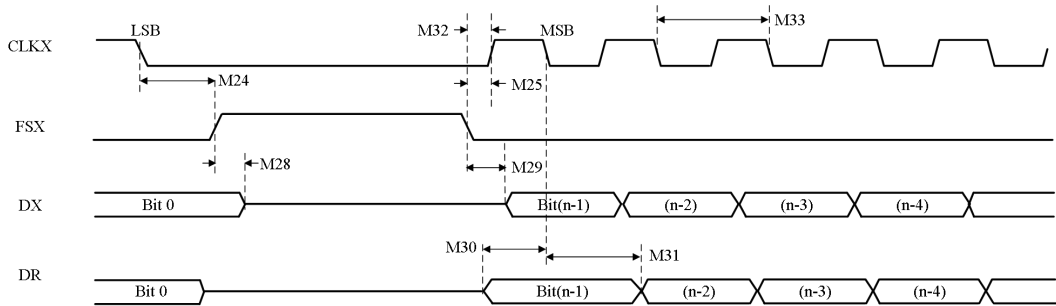 LSB M32 MSB M33
CLKX
M24 M25
FSX
M28 M29
DX Bit 0 Bit(n-1) (n-2) (n-3) (n-4)
M30 M31
DR Bit 0 Bit(n-1) (n-2) (n-3) (n-4)